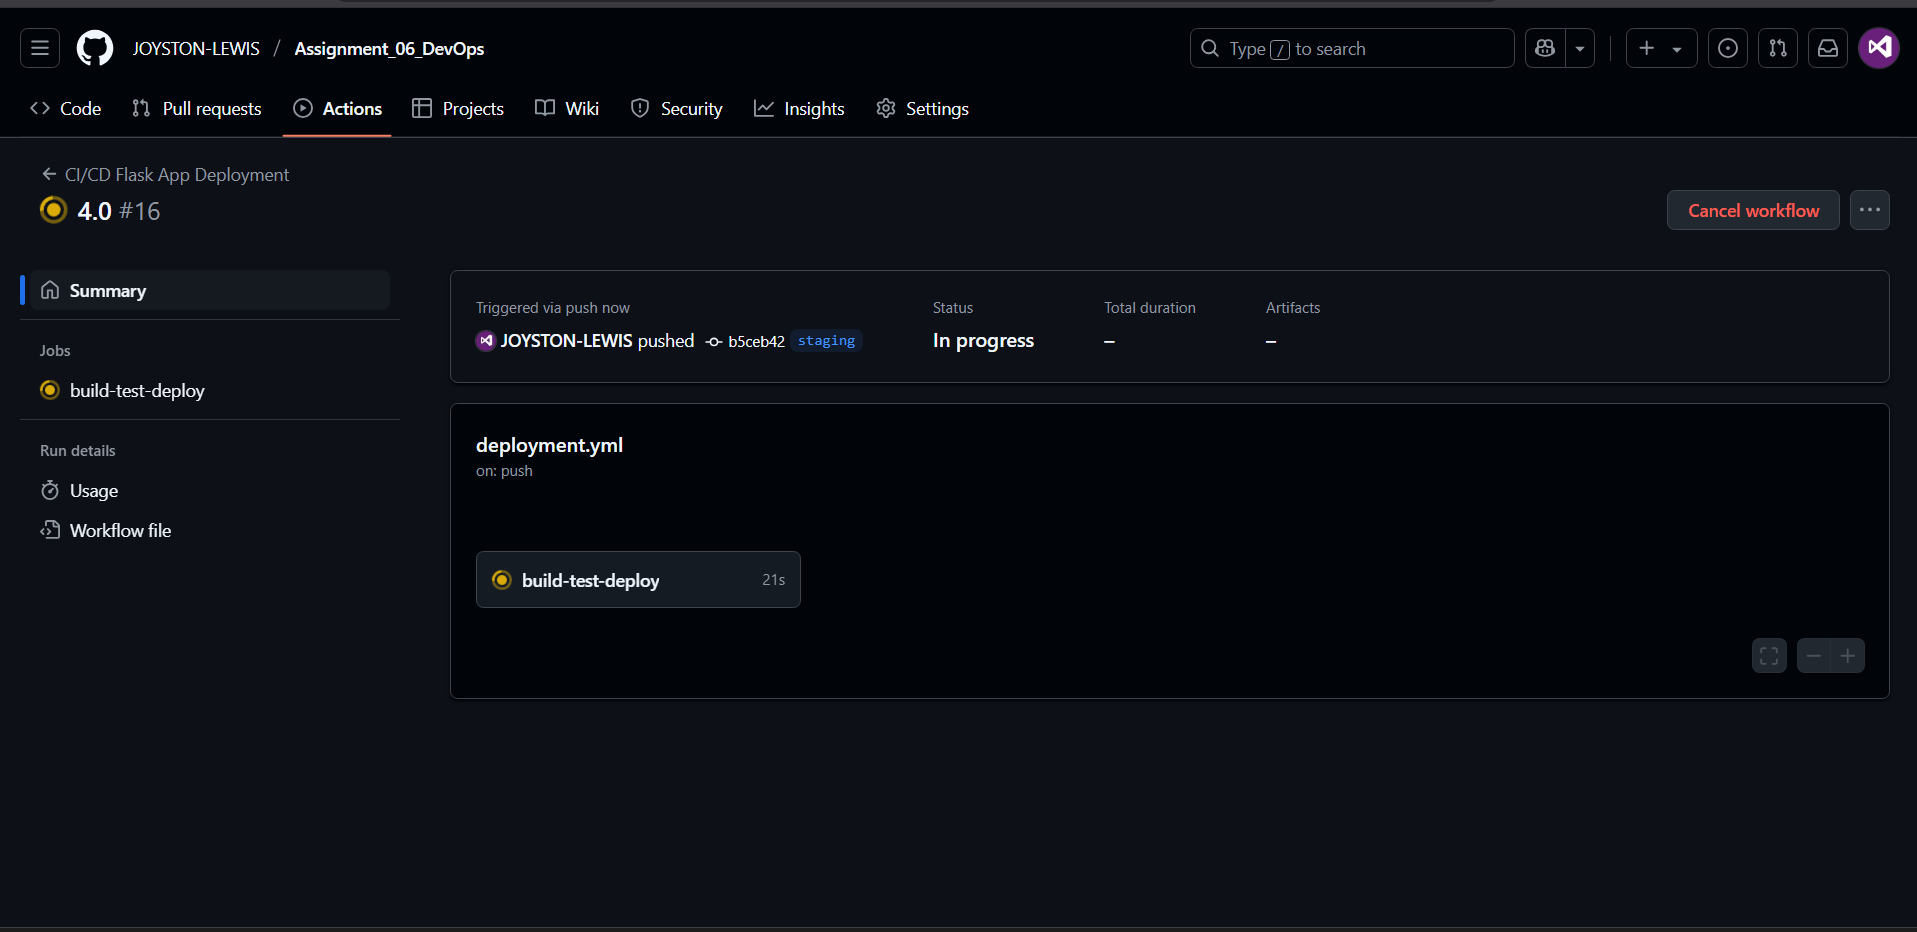 JOYSTON-LEWIS / Assignment_06_DevOps
Type / to search
Code Pull requests Actions Projects Wiki Security Insights Settings
CI/CD Flask App Deployment
4.0 #16
Cancel workflow
Summary
Jobs
build-test-deploy
Run details
Usage
Workflow file
Triggered via push now
JOYSTON-LEWIS pushed b5ceb42 staging
Status
In progress
Total duration
–
Artifacts
–
deployment.yml
on: push
build-test-deploy 21s